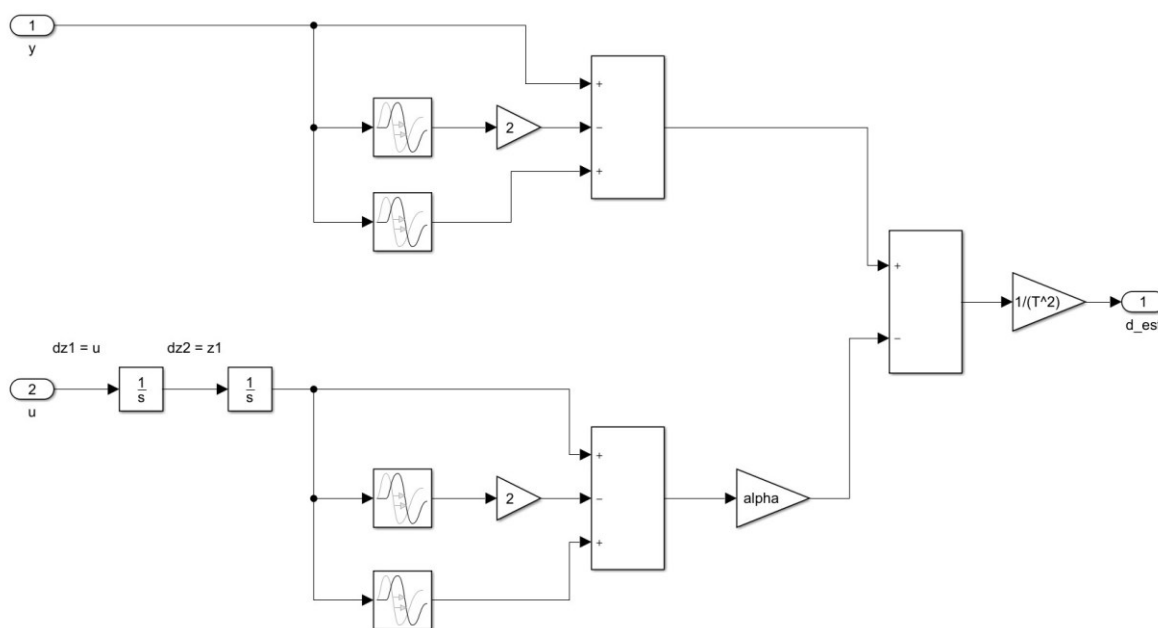 1
y
+
2
−
+
+
1/(T^2)
1
d_est
−
dz1 = u
dz2 = z1
2
u
1
s
1
s
+
2
−
alpha
+